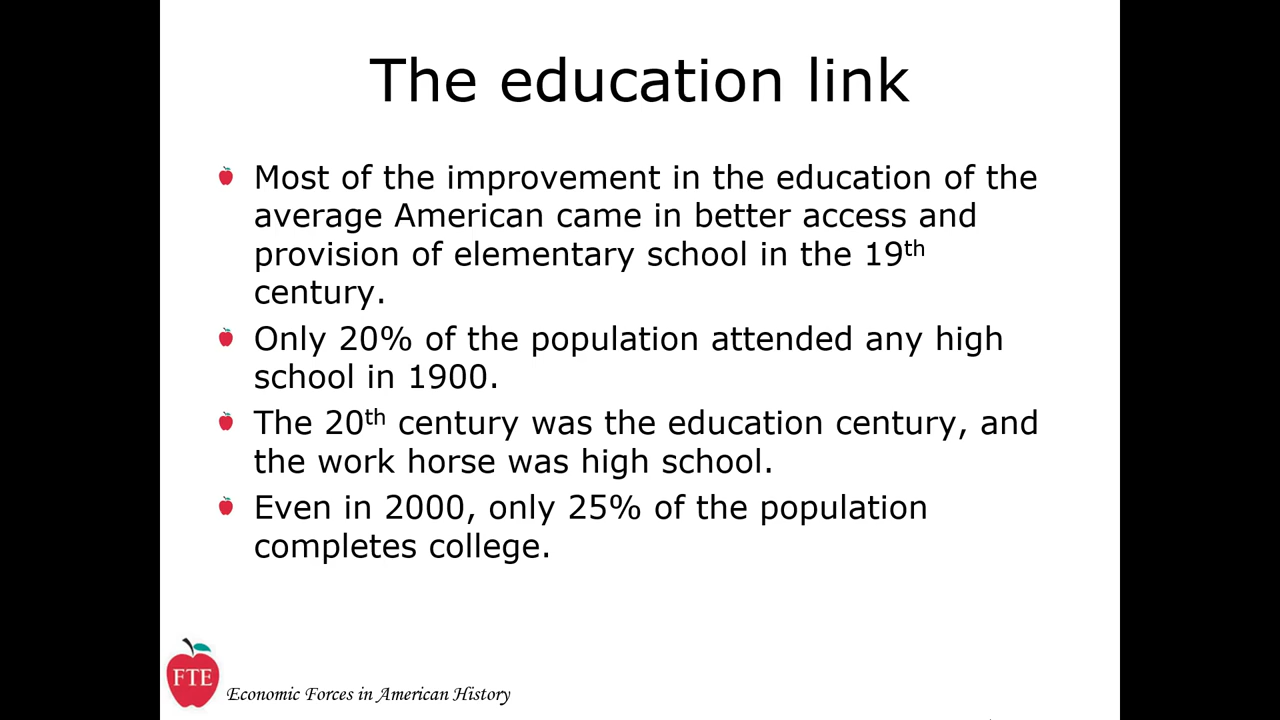 The education link
Most of the improvement in the education of the
average American came in better access and
provision of elementary school in the 19th
century.
Only 20% of the population attended any high
school in 1900.
The 20th century was the education century, and
the work horse was high school.
Even in 2000, only 25% of the population
completes college.
FTE
Economic Forces in American History